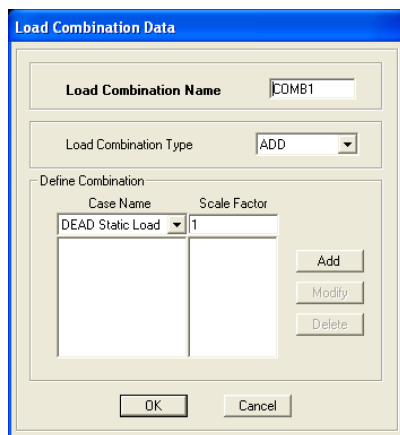 Load Combination Data
Load Combination Name COMB1
Load Combination Type ADD
Define Combination
Case Name Scale Factor
DEAD Static Load 1
Add
Modify
Delete
OK Cancel